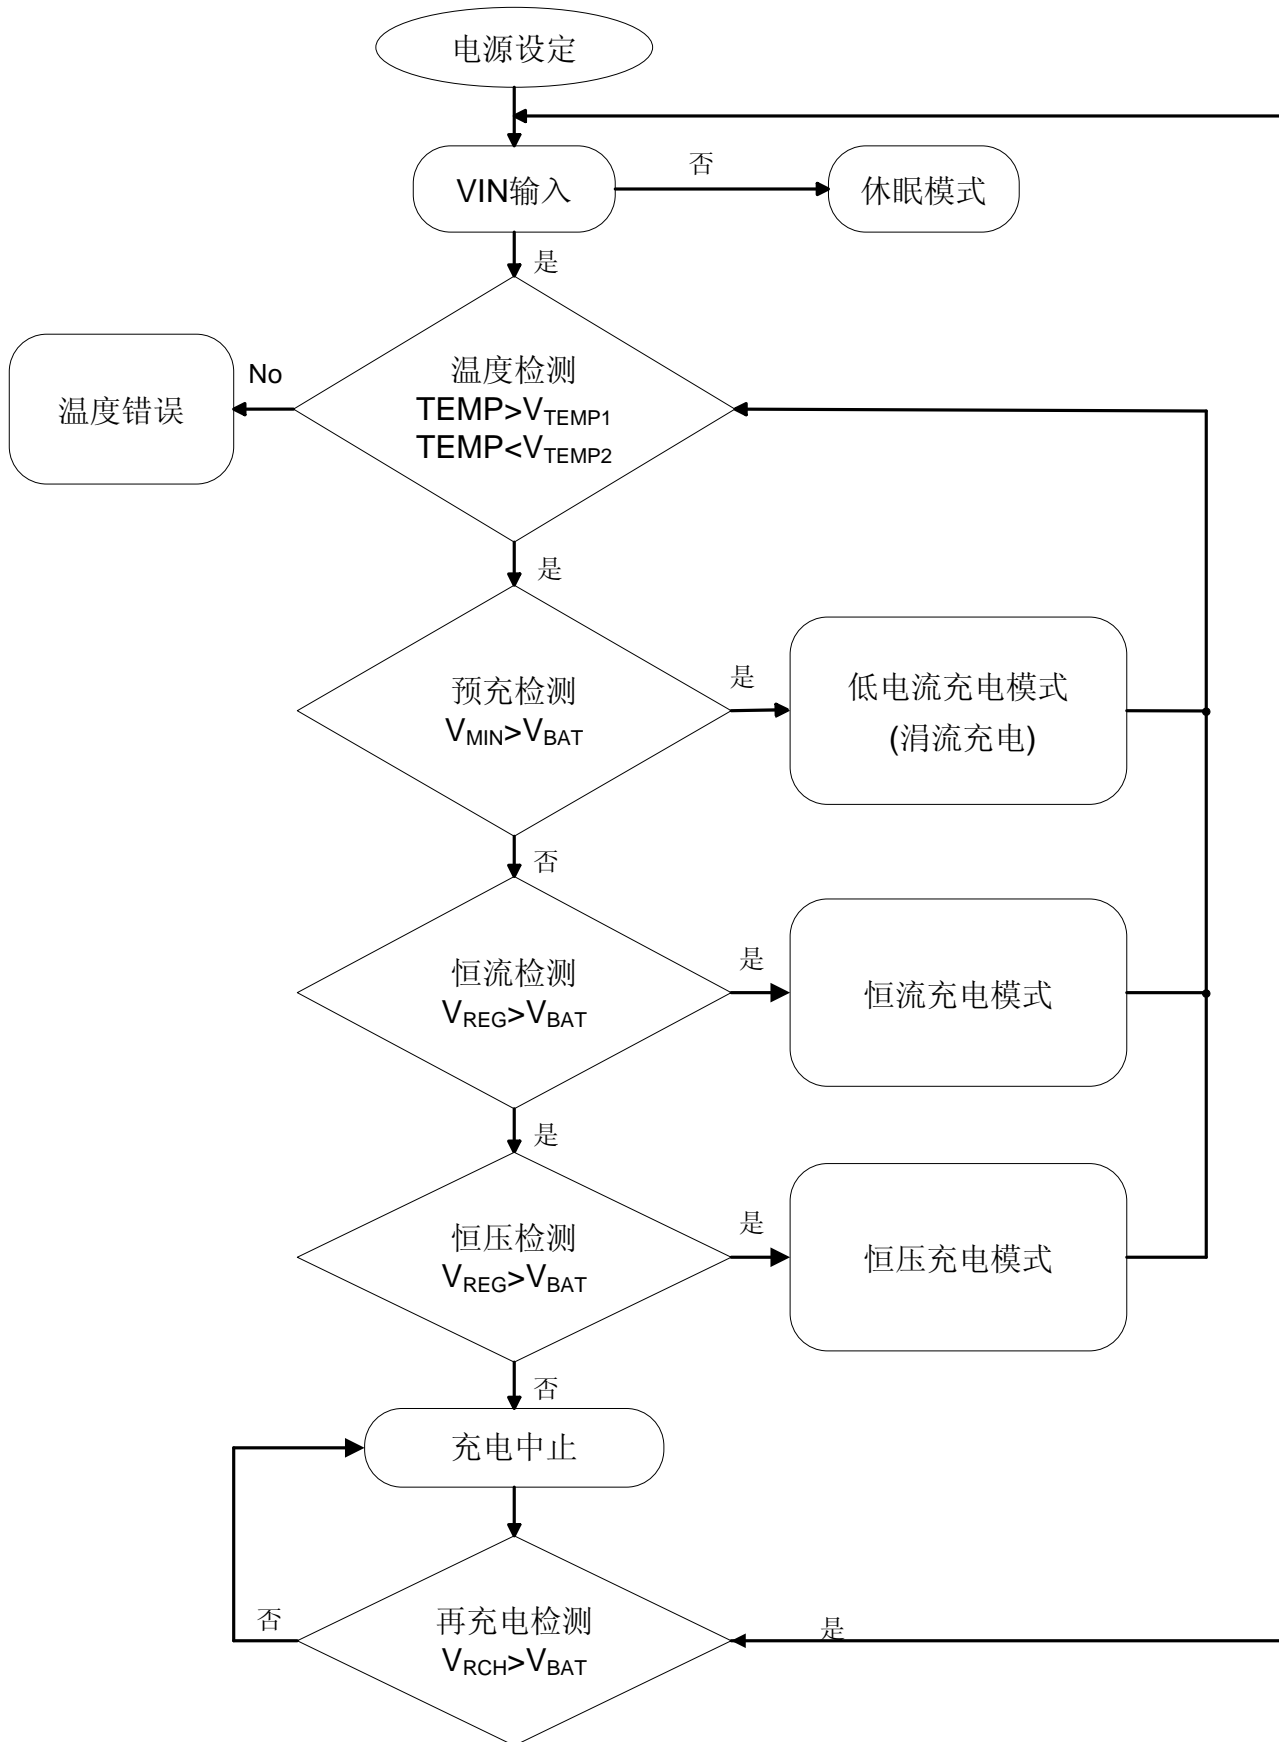 电源设定
VIN输入
否
休眠模式
是
温度检测
TEMP>VTEMP1
TEMP<VTEMP2
No
温度错误
是
预充检测
VMIN>VBAT
是
低电流充电模式
(涓流充电)
否
恒流检测
VREG>VBAT
是
恒流充电模式
是
恒压检测
VREG>VBAT
是
恒压充电模式
否
充电中止
再充电检测
VRCH>VBAT
否
是